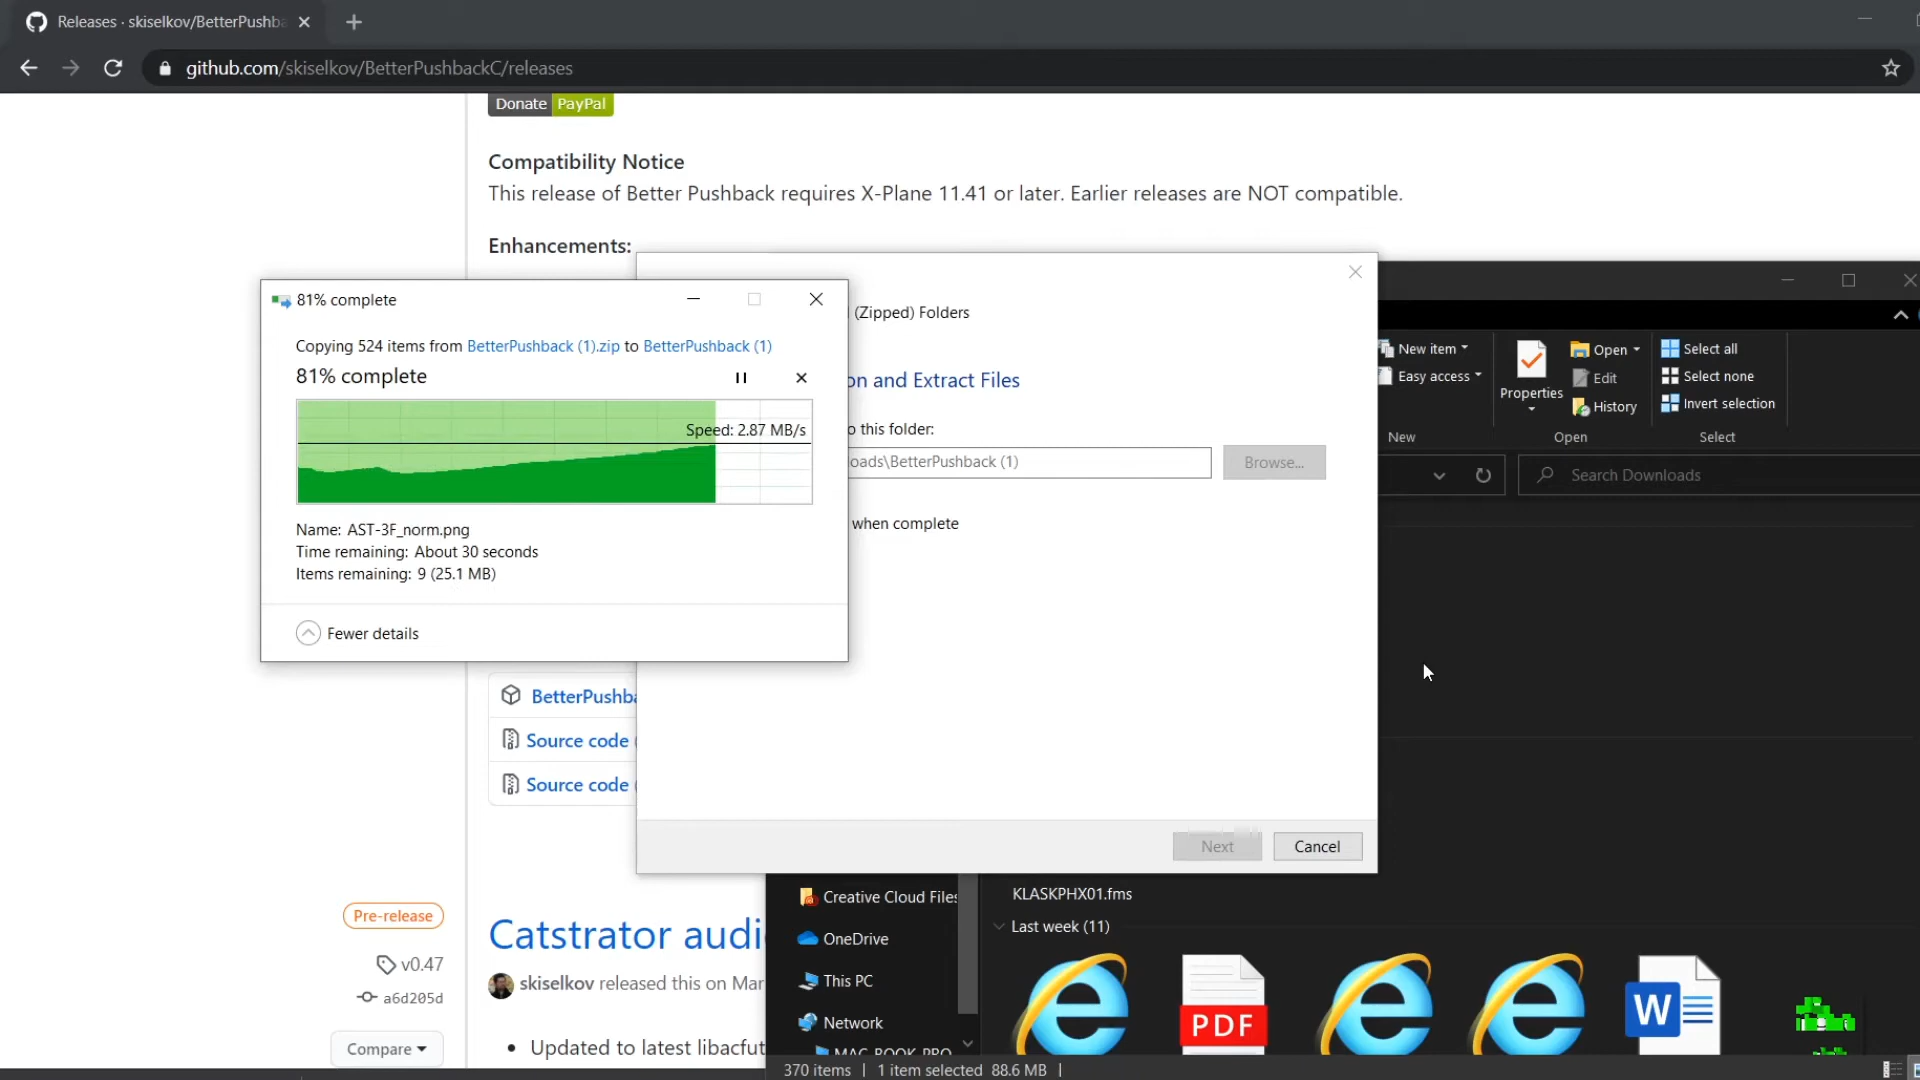 Releases · skiselkov/BetterPushba
github.com/skiselkov/BetterPushbackC/releases
Donate PayPal
Compatibility Notice
This release of Better Pushback requires X-Plane 11.41 or later. Earlier releases are NOT compatible.
Enhancements:
81% complete
Copying 524 items from BetterPushback (1).zip to BetterPushback (1)
81% complete
Speed: 2.87 MB/s
Name: AST-3F_norm.png
Time remaining: About 30 seconds
Items remaining: 9 (25.1 MB)
Fewer details
(Zipped) Folders
on and Extract Files
o this folder:
oads\BetterPushback (1)
Browse...
when complete
Next
Cancel
New item
Easy access
New
Properties
Open
Edit
History
Open
Select all
Select none
Invert selection
Select
Search Downloads
BetterPushba
Source code
Source code
Pre-release
v0.47
a6d205d
Compare
Catstrator audi
skiselkov released this on Mar
Updated to latest libacfut
Creative Cloud Files
OneDrive
This PC
Network
MAC-BOOK-PRO
KLASKPHX01.fms
Last week (11)
PDF
W
370 items
1 item selected 88.6 MB